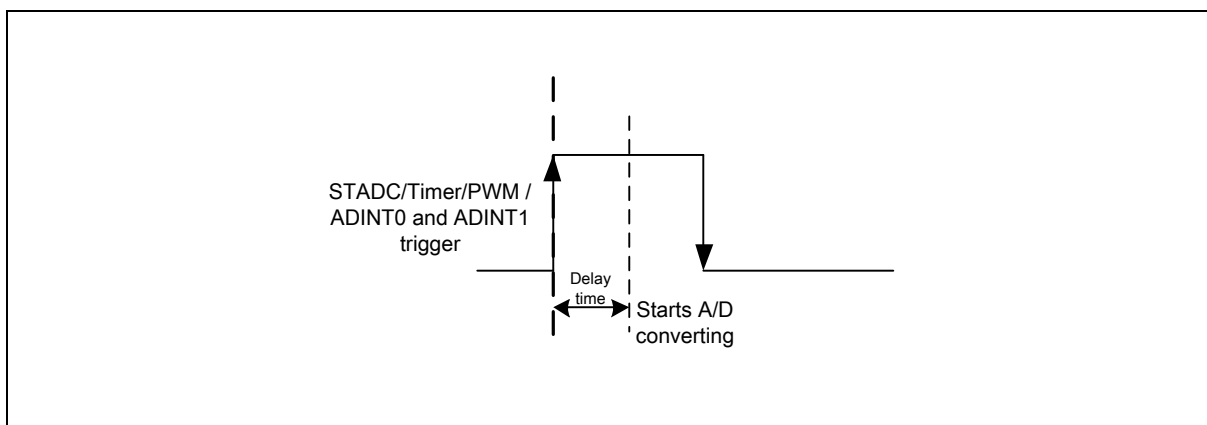 STADC/Timer/PWM /
ADINT0 and ADINT1
trigger
Delay
time
Starts A/D
converting